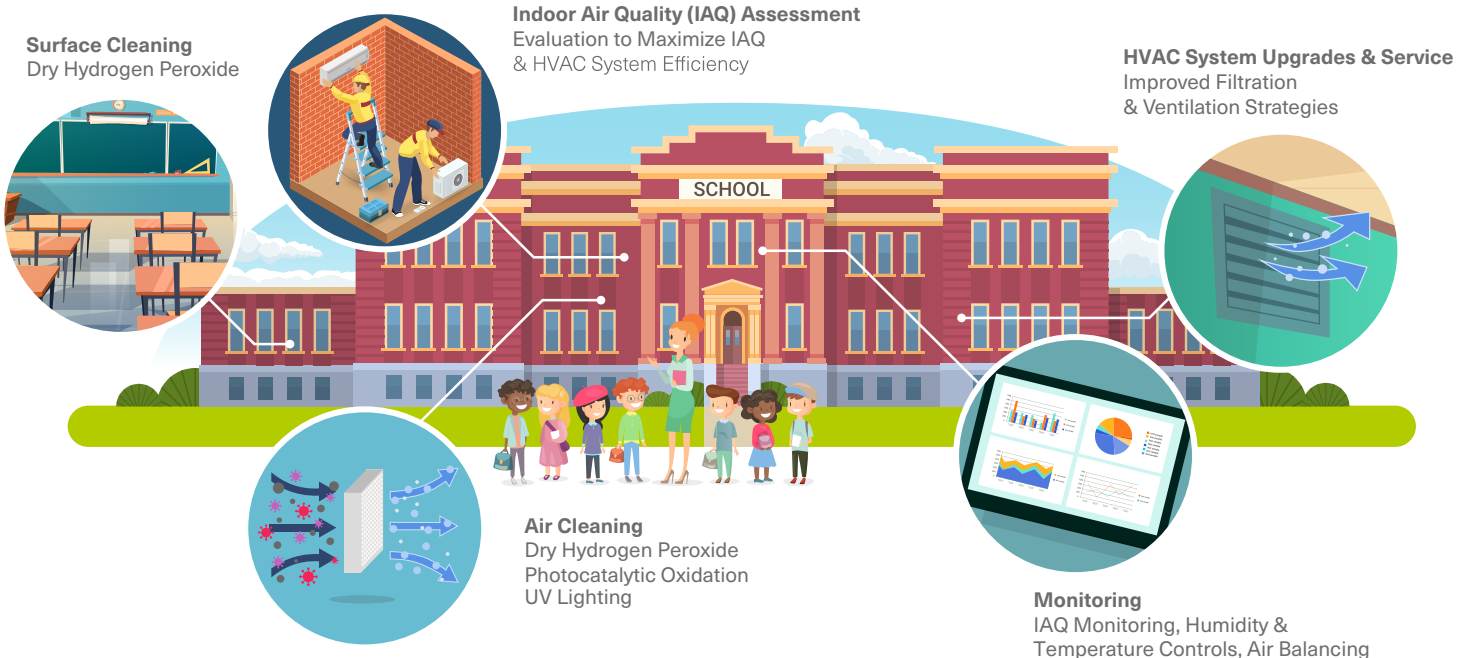 Indoor Air Quality (IAQ) Assessment
Evaluation to Maximize IAQ
& HVAC System Efficiency
Surface Cleaning
Dry Hydrogen Peroxide
HVAC System Upgrades & Service
Improved Filtration
& Ventilation Strategies
SCHOOL
Air Cleaning
Dry Hydrogen Peroxide
Photocatalytic Oxidation
UV Lighting
Monitoring
IAQ Monitoring, Humidity &
Temperature Controls, Air Balancing